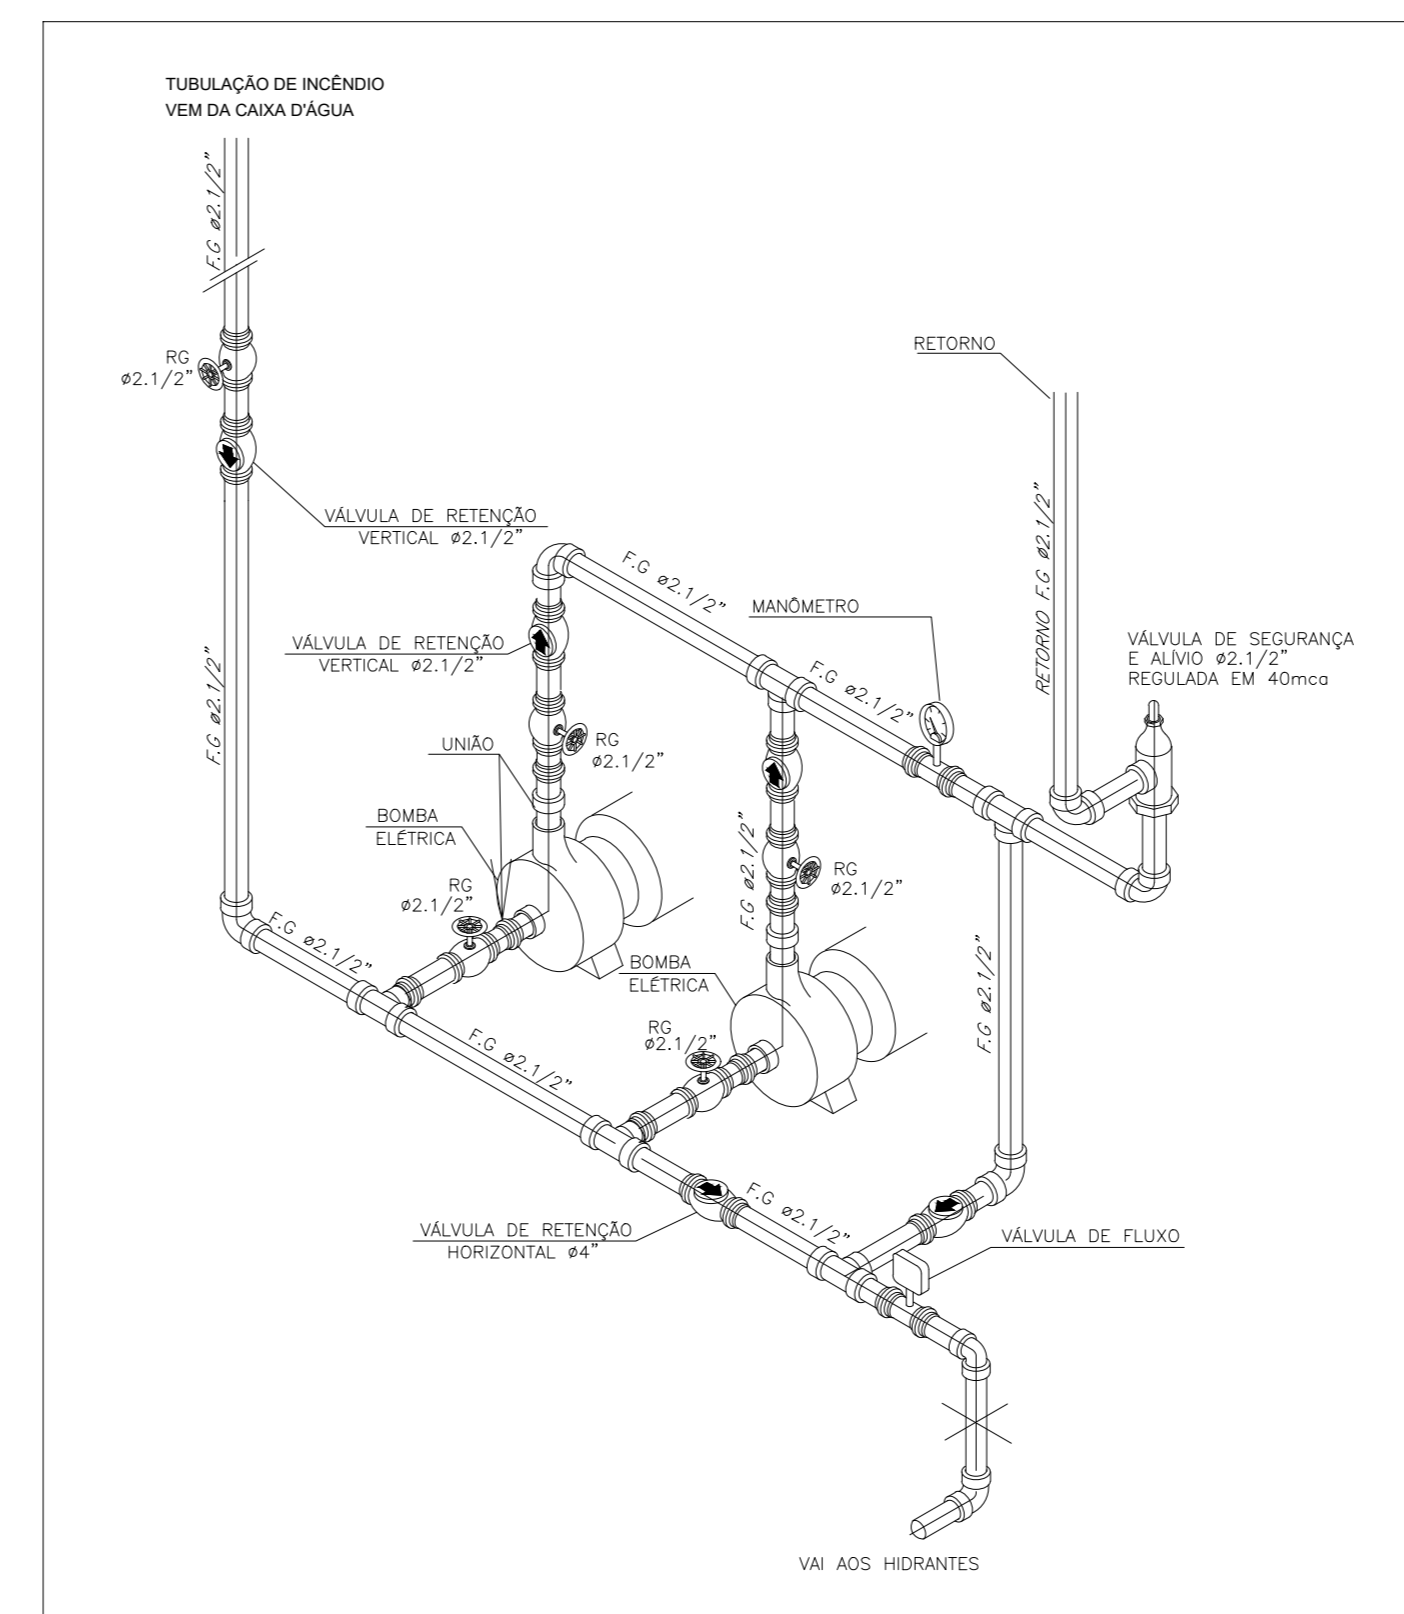 TUBULAÇÃO DE INCÊNDIO
VEM DA CAIXA D'ÁGUA
F.G ø2.1/2"
RG
ø2.1/2"
VÁLVULA DE RETENÇÃO
VERTICAL ø2.1/2"
F.G ø2.1/2"
RETORNO
RETORNO F.G ø2.1/2"
F.G ø2.1/2"
MANÔMETRO
VÁLVULA DE RETENÇÃO
VERTICAL ø2.1/2"
VÁLVULA DE SEGURANÇA
E ALÍVIO ø2.1/2"
REGULADA EM 40mca
F.G ø2.1/2"
UNIÃO
RG
ø2.1/2"
BOMBA
ELÉTRICA
F.G ø2.1/2"
RG
ø2.1/2"
RG
ø2.1/2"
F.G ø2.1/2"
BOMBA
ELÉTRICA
F.G ø2.1/2"
RG
ø2.1/2"
F.G ø2.1/2"
F.G ø2.1/2"
VÁLVULA DE RETENÇÃO
HORIZONTAL ø4"
VÁLVULA DE FLUXO
VAI AOS HIDRANTES